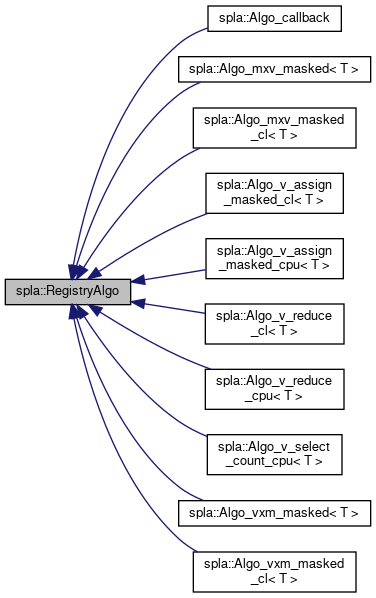 spla::Algo_callback
spla::Algo_mxv_masked< T >
spla::Algo_mxv_masked
_cl< T >
spla::Algo_v_assign
_masked_cl< T >
spla::Algo_v_assign
_masked_cpu< T >
spla::RegistryAlgo
spla::Algo_v_reduce
_cl< T >
spla::Algo_v_reduce
_cpu< T >
spla::Algo_v_select
_count_cpu< T >
spla::Algo_vxm_masked< T >
spla::Algo_vxm_masked
_cl< T >